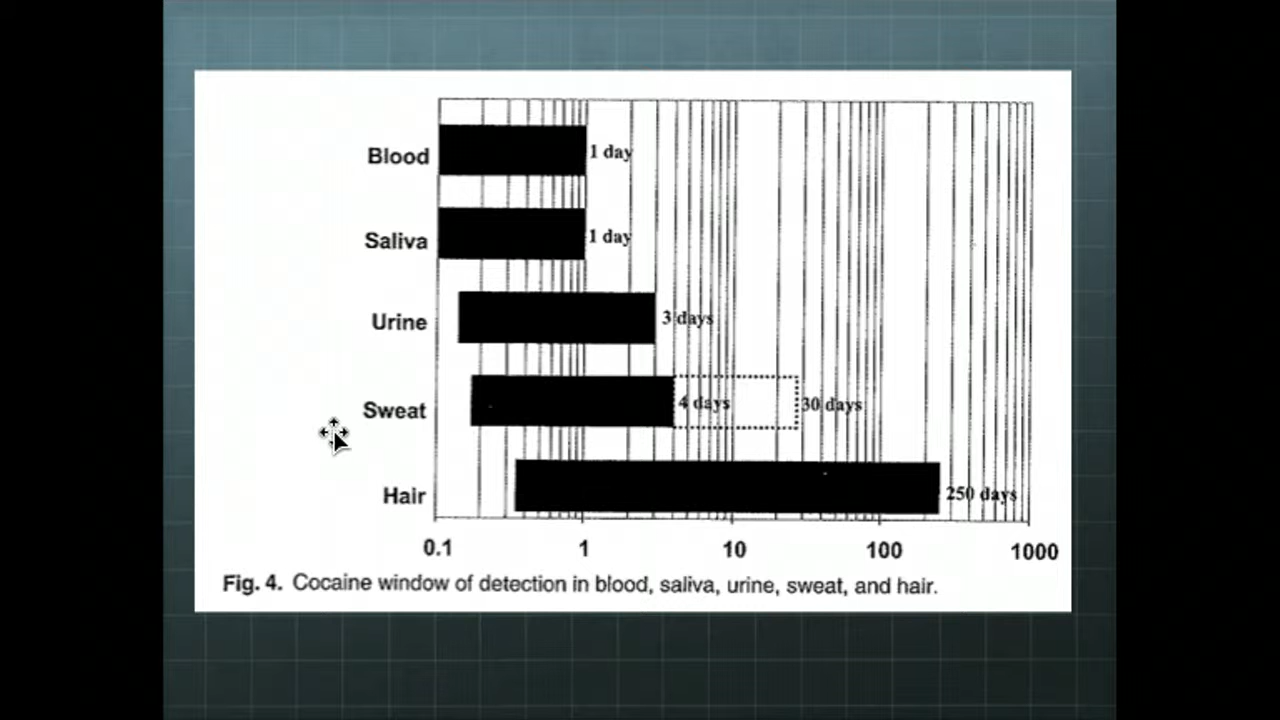 Blood
1 day
Saliva
1 day
Urine
3 days
Sweat
4 days
30 days
Hair
250 days
0.1 1 10 100 1000
Fig. 4. Cocaine window of detection in blood, saliva, urine, sweat, and hair.